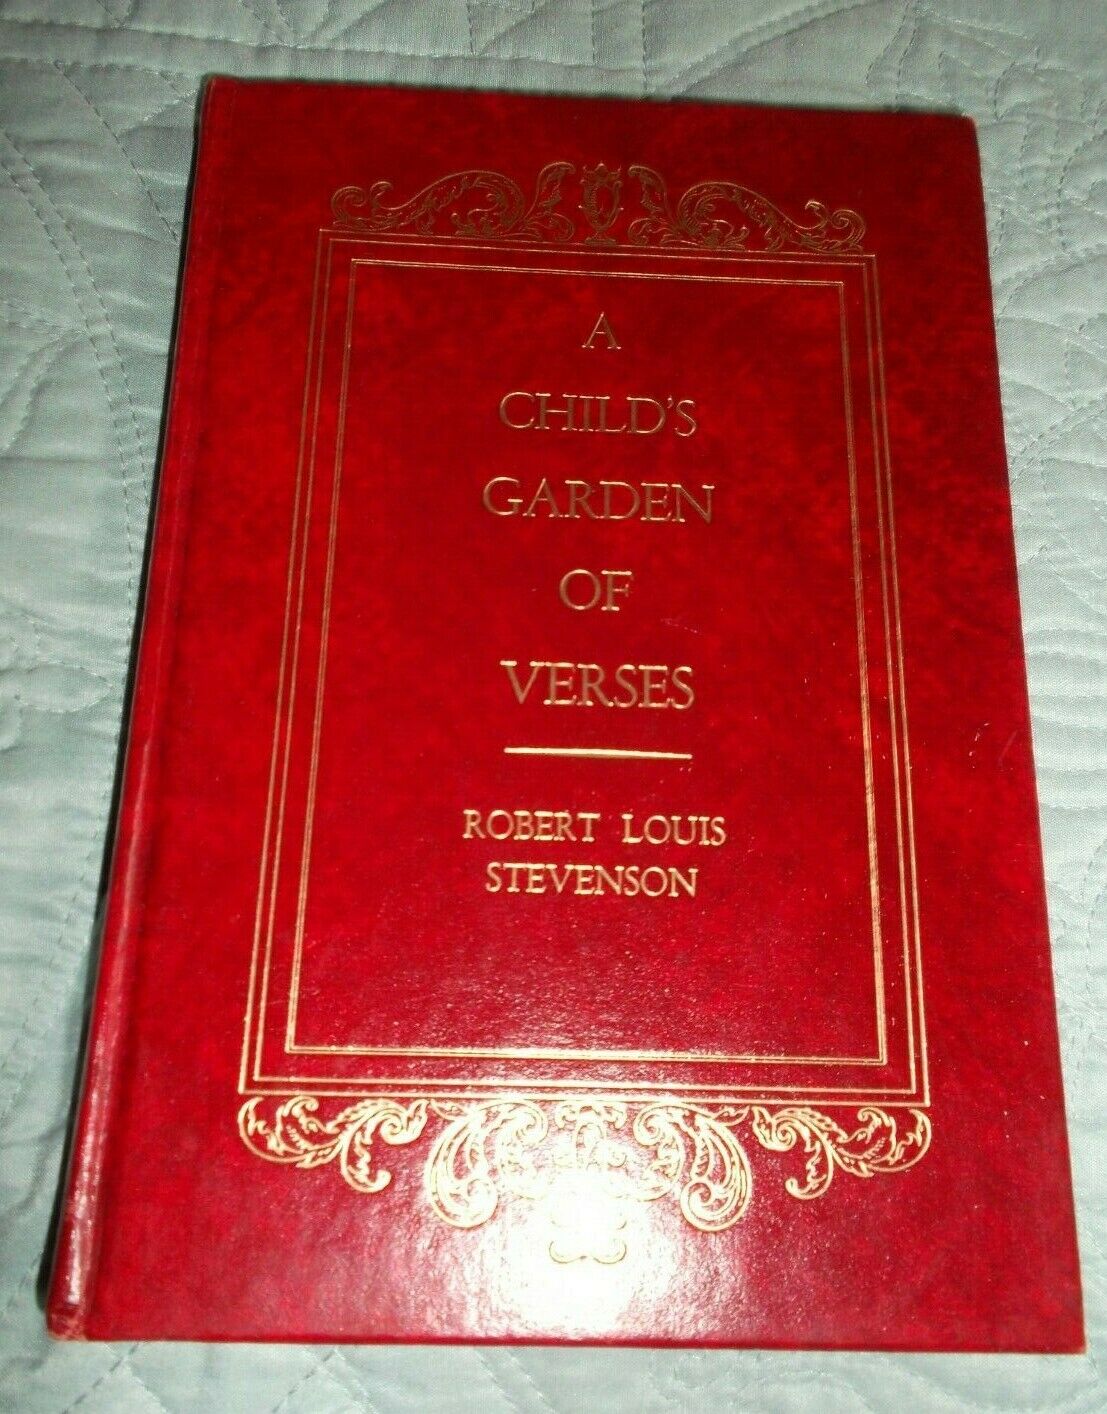 A
CHILD'S
GARDEN
OF
VERSES
ROBERT LOUIS
STEVENSON